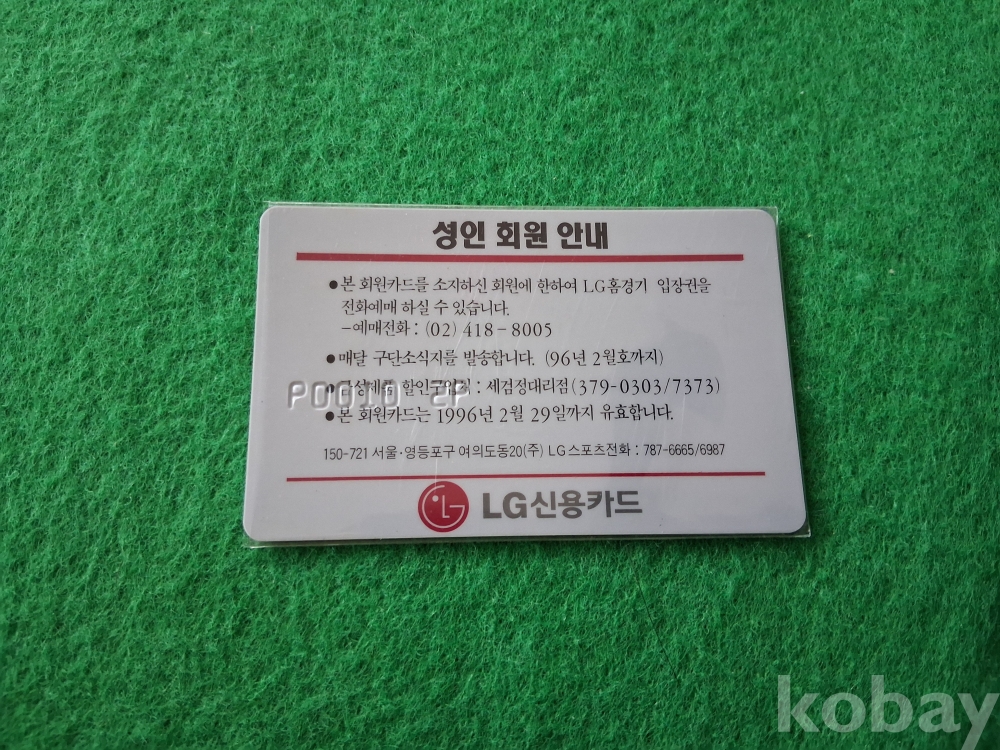 성인 회원 안내
●본 회원카드를 소지하신 회원에 한하여 LG홈경기 입장권을
전화예매 하실 수 있습니다.
-예매전화 : (02) 418-8005
●매달 구단소식지를 발송합니다. (96년 2월호까지)
할인구입 : 세검정대리점(379-0303/7373)
●본 회원카드는 1996년 2월 29일까지 유효합니다.
150-721 서울·영등포구 여의도동20(주) LG스포츠전화 : 787-6665/6987
LG신용카드
kobay